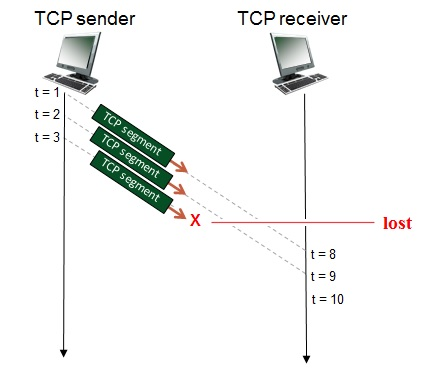 TCP sender
TCP receiver
t = 1
t = 2
t = 3
TCP segment
TCP segment
TCP segment
X
lost
t = 8
t = 9
t = 10